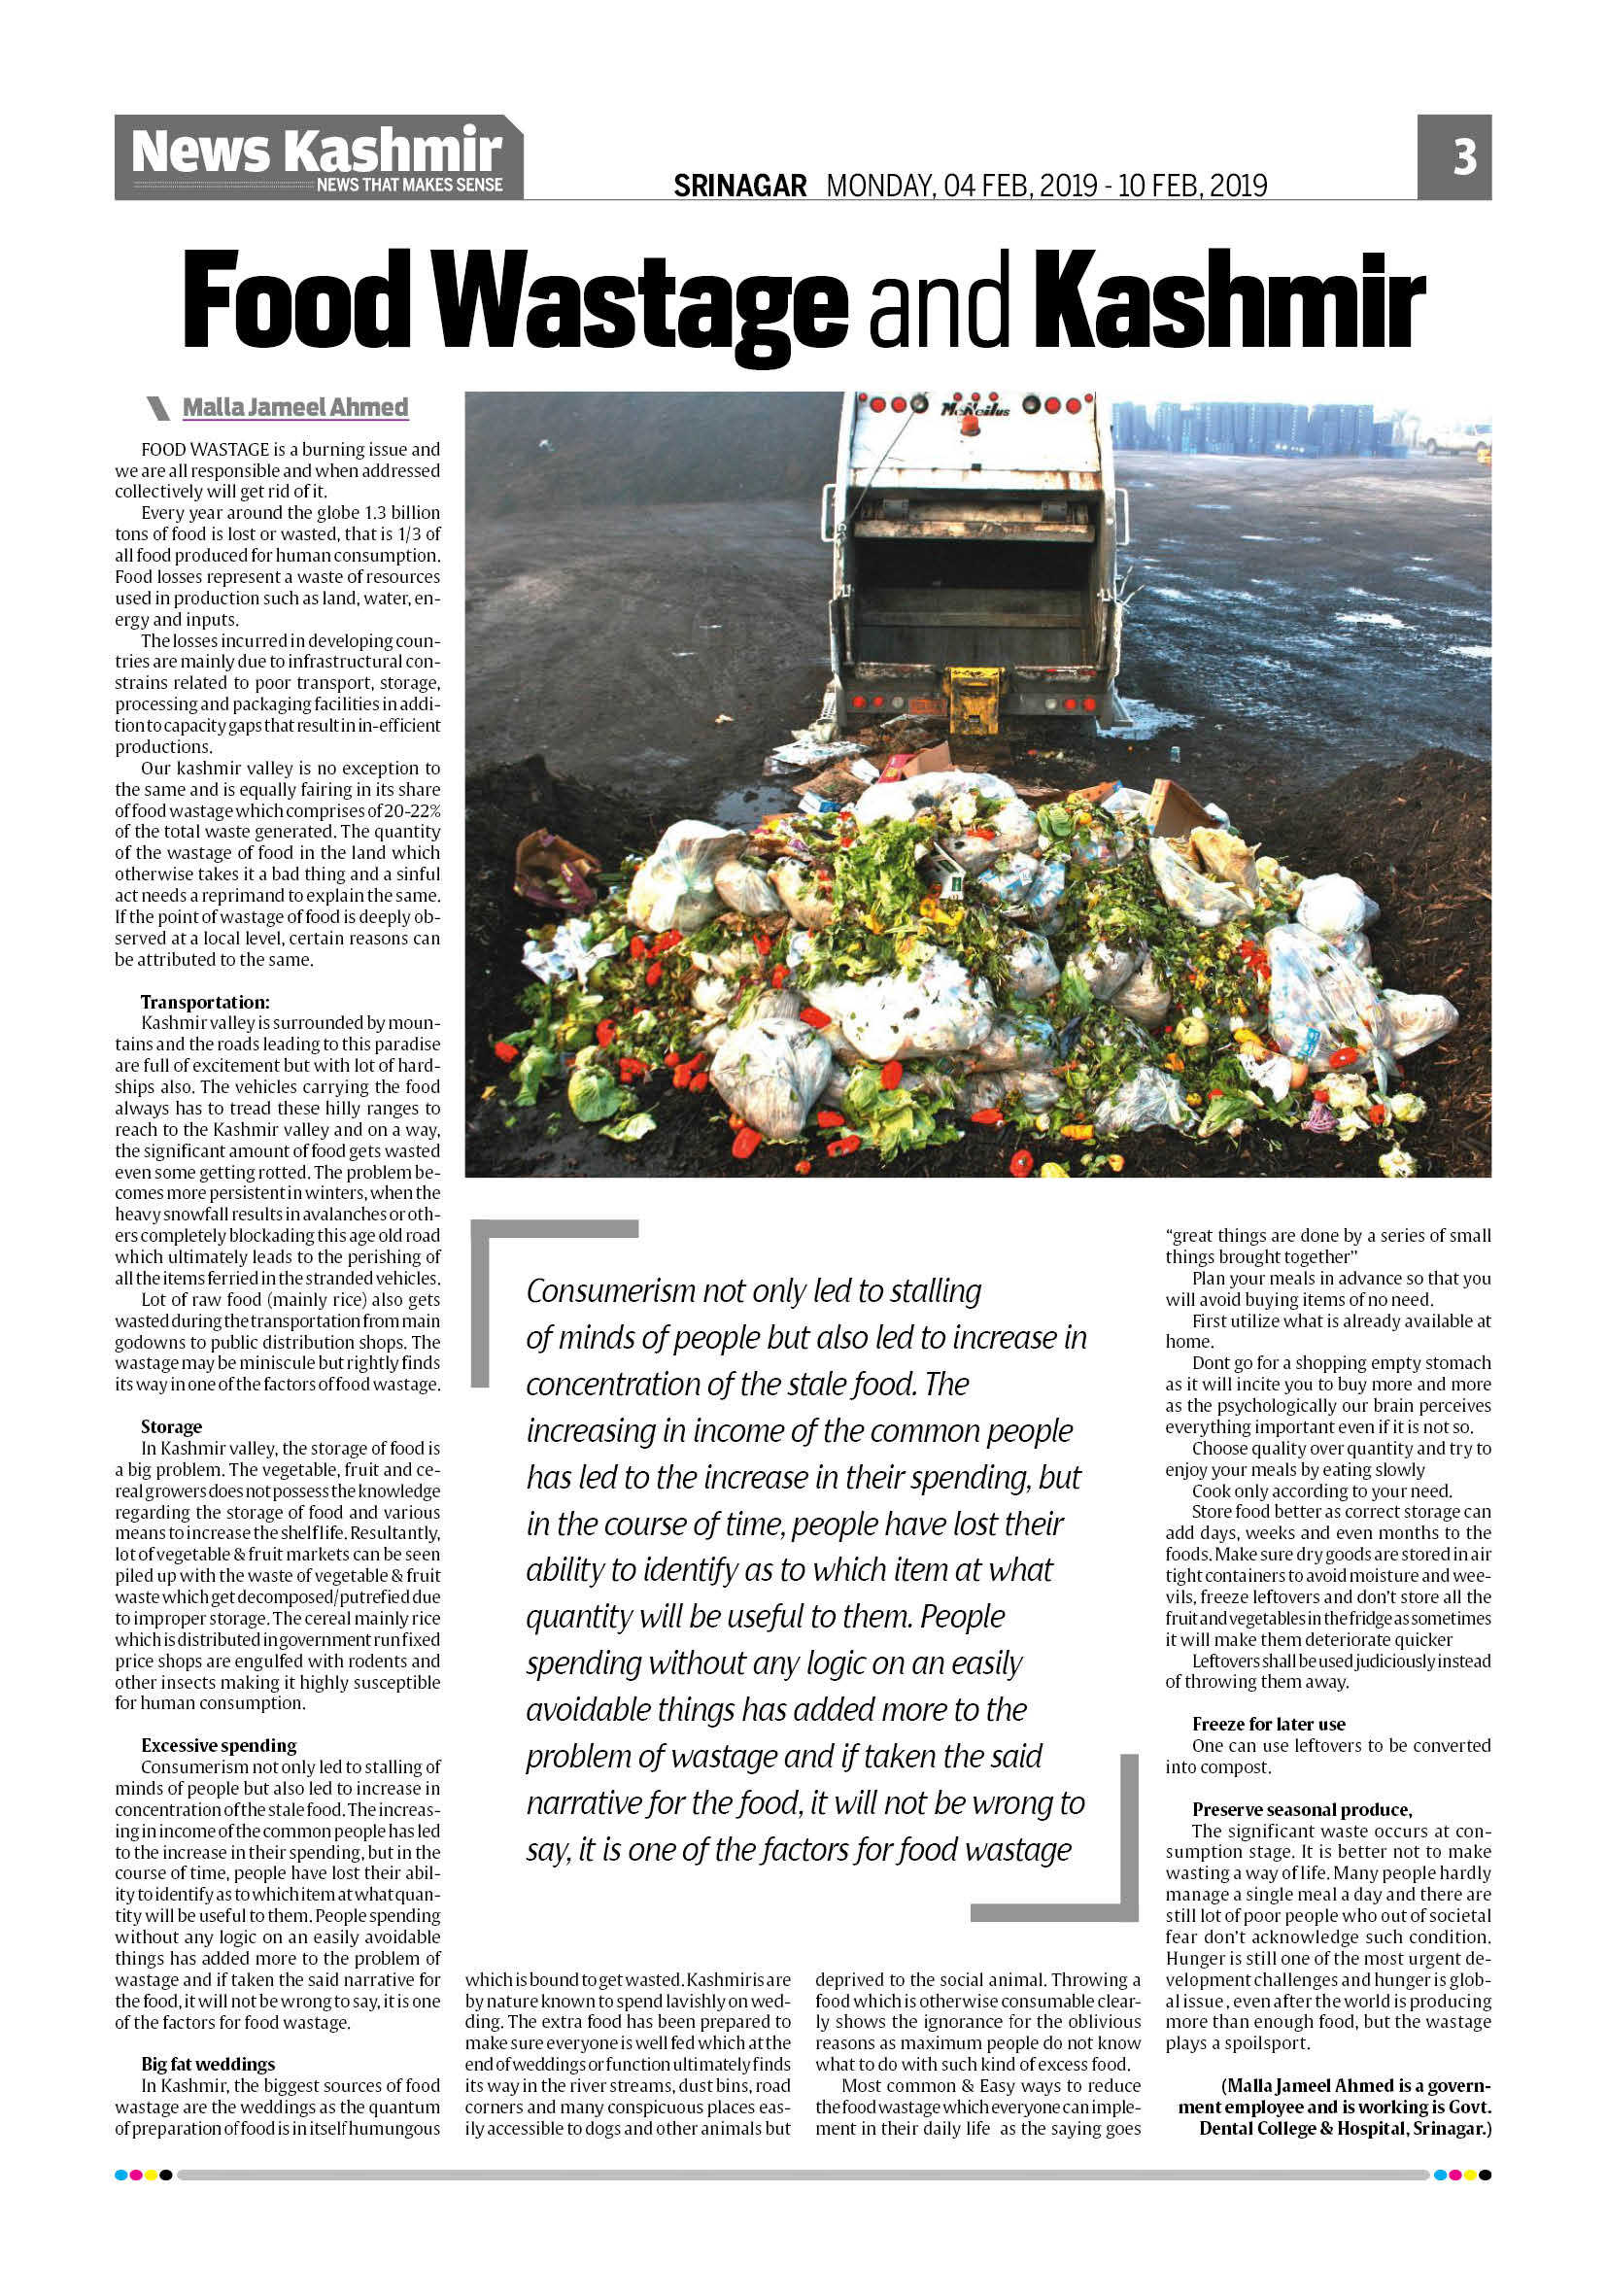 News Kashmir
NEWS THAT MAKES SENSE
SRINAGAR MONDAY, 04 FEB, 2019 - 10 FEB, 2019
3
Food Wastage and Kashmir
Malla Jameel Ahmed
FOOD WASTAGE is a burning issue and
we are all responsible and when addressed
collectively will get rid of it.
Every year around the globe 1.3 billion
tons of food is lost or wasted, that is 1/3 of
all food produced for human consumption.
Food losses represent a waste of resources
used in production such as land, water, en-
ergy and inputs.
The losses incurred in developing coun-
tries are mainly due to infrastructural con-
strains related to poor transport, storage,
processing and packaging facilities in addi-
tion to capacity gaps that result in in-efficient
productions.
Our kashmir valley is no exception to
the same and is equally fairing in its share
of food wastage which comprises of 20-22%
of the total waste generated. The quantity
of the wastage of food in the land which
otherwise takes it a bad thing and a sinful
act needs a reprimand to explain the same.
If the point of wastage of food is deeply ob-
served at a local level, certain reasons can
be attributed to the same.
Transportation:
Kashmir valley is surrounded by moun-
tains and the roads leading to this paradise
are full of excitement but with lot of hard-
ships also. The vehicles carrying the food
always has to tread these hilly ranges to
reach to the Kashmir valley and on a way,
the significant amount of food gets wasted
even some getting rotted. The problem be-
comes more persistent in winters, when the
heavy snowfall results in avalanches or oth-
ers completely blockading this age old road
which ultimately leads to the perishing of
all the items ferried in the stranded vehicles.
Lot of raw food (mainly rice) also gets
wasted during the transportation from main
godowns to public distribution shops. The
wastage may be miniscule but rightly finds
its way in one of the factors of food wastage.
Storage
In Kashmir valley, the storage of food is
a big problem. The vegetable, fruit and ce-
real growers does not possess the knowledge
regarding the storage of food and various
means to increase the shelf life. Resultantly,
lot of vegetable & fruit markets can be seen
piled up with the waste of vegetable & fruit
waste which get decomposed/putrefied due
to improper storage. The cereal mainly rice
which is distributed in government run fixed
price shops are engulfed with rodents and
other insects making it highly susceptible
for human consumption.
Excessive spending
Consumerism not only led to stalling of
minds of people but also led to increase in
concentration of the stale food. The increas-
ing in income of the common people has led
to the increase in their spending, but in the
course of time, people have lost their abil-
ity to identify as to which item at what quan-
tity will be useful to them. People spending
without any logic on an easily avoidable
things has added more to the problem of
wastage and if taken the said narrative for
the food, it will not be wrong to say, it is one
of the factors for food wastage.
Big fat weddings
In Kashmir, the biggest sources of food
wastage are the weddings as the quantum
of preparation of food is in itself humungous
McNeilus
Consumerism not only led to stalling
of minds of people but also led to increase in
concentration of the stale food. The
increasing in income of the common people
has led to the increase in their spending, but
in the course of time, people have lost their
ability to identify as to which item at what
quantity will be useful to them. People
spending without any logic on an easily
avoidable things has added more to the
problem of wastage and if taken the said
narrative for the food, it will not be wrong to
say, it is one of the factors for food wastage
which is bound to get wasted. Kashmiris are
by nature known to spend lavishly on wed-
ding. The extra food has been prepared to
make sure everyone is well fed which at the
end of weddings or function ultimately finds
its way in the river streams, dust bins, road
corners and many conspicuous places eas-
ily accessible to dogs and other animals but
deprived to the social animal. Throwing a
food which is otherwise consumable clear-
ly shows the ignorance for the oblivious
reasons as maximum people do not know
what to do with such kind of excess food.
Most common & Easy ways to reduce
the food wastage which everyone can imple-
ment in their daily life as the saying goes
“great things are done by a series of small
things brought together”
Plan your meals in advance so that you
will avoid buying items of no need.
First utilize what is already available at
home.
Dont go for a shopping empty stomach
as it will incite you to buy more and more
as the psychologically our brain perceives
everything important even if it is not so.
Choose quality over quantity and try to
enjoy your meals by eating slowly
Cook only according to your need.
Store food better as correct storage can
add days, weeks and even months to the
foods. Make sure dry goods are stored in air
tight containers to avoid moisture and wee-
vils, freeze leftovers and don’t store all the
fruit and vegetables in the fridge as sometimes
it will make them deteriorate quicker
Leftovers shall be used judiciously instead
of throwing them away.
Freeze for later use
One can use leftovers to be converted
into compost.
Preserve seasonal produce,
The significant waste occurs at con-
sumption stage. It is better not to make
wasting a way of life. Many people hardly
manage a single meal a day and there are
still lot of poor people who out of societal
fear don’t acknowledge such condition.
Hunger is still one of the most urgent de-
velopment challenges and hunger is glob-
al issue , even after the world is producing
more than enough food, but the wastage
plays a spoilsport.
(Malla Jameel Ahmed is a govern-
ment employee and is working is Govt.
Dental College & Hospital, Srinagar.)